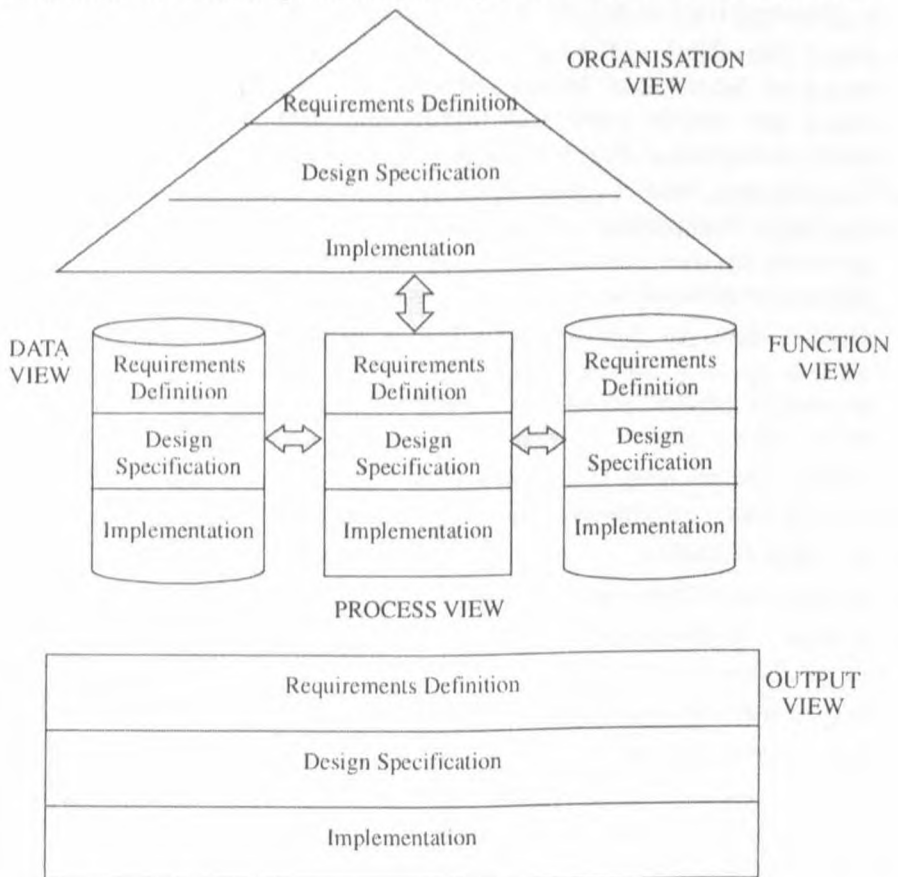 ORGANISATION
VIEW
Requirements Definition
Design Specification
Implementation
DATA
VIEW
Requirements
Definition
Design
Specification
Implementation
Requirements
Definition
Design
Specification
Implementation
PROCESS VIEW
Requirements
Definition
Design
Specification
Implementation
FUNCTION
VIEW
Requirements Definition
Design Specification
Implementation
OUTPUT
VIEW